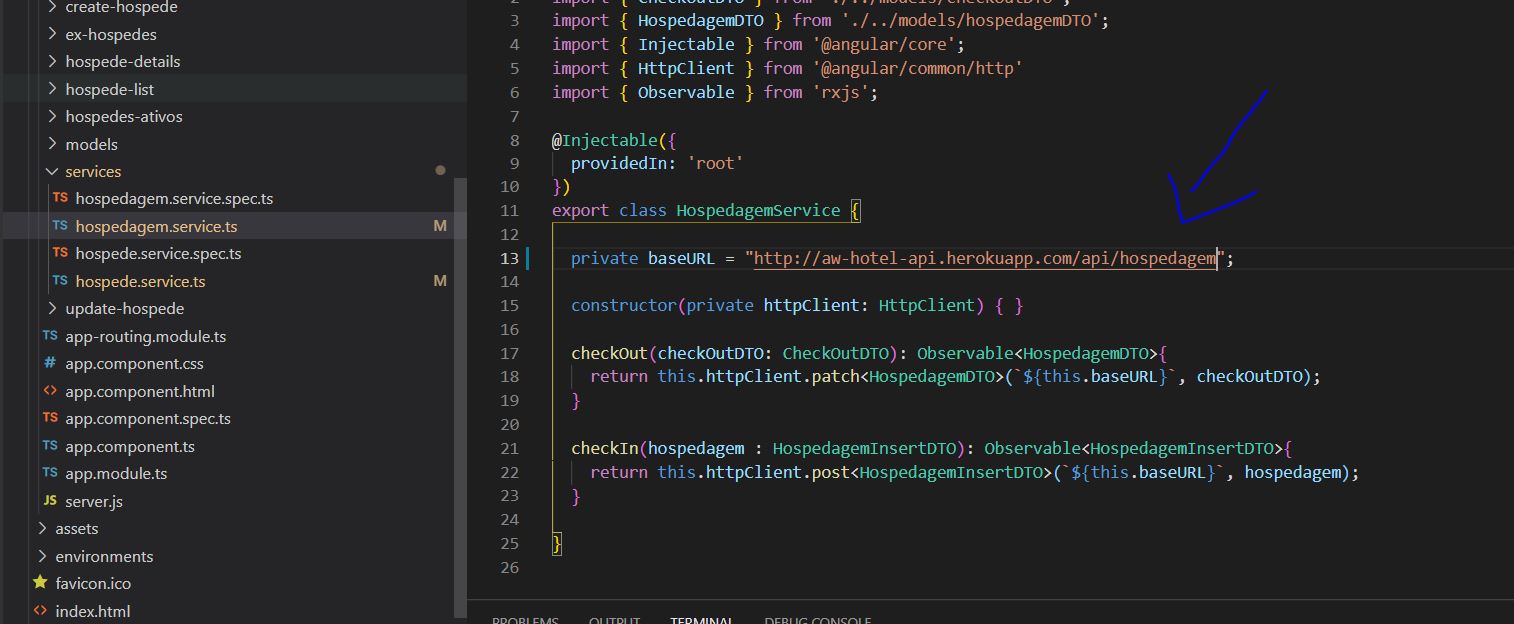 create-hospede
ex-hospedes
hospede-details
hospede-list
hospedes-ativos
models
services
TS hospedagem.service.spec.ts
TS hospedagem.service.ts M
TS hospede.service.spec.ts
TS hospede.service.ts M
update-hospede
TS app-routing.module.ts
# app.component.css
<> app.component.html
TS app.component.spec.ts
TS app.component.ts
TS app.module.ts
JS server.js
assets
environments
favicon.ico
<> index.html
2 import { CheckOutDTO } from './../models/checkOutDTO';
3 import { HospedagemDTO } from './../models/hospedagemDTO';
4 import { Injectable } from '@angular/core';
5 import { HttpClient } from '@angular/common/http'
6 import { Observable } from 'rxjs';
7
8 @Injectable({
9 providedIn: 'root'
10 })
11 export class HospedagemService {
12
13 private baseURL = "http://aw-hotel-api.herokuapp.com/api/hospedagem";
14
15 constructor(private httpClient: HttpClient) { }
16
17 checkOut(checkOutDTO: CheckOutDTO): Observable<HospedagemDTO>{
18 return this.httpClient.patch<HospedagemDTO>(`${this.baseURL}`, checkOutDTO);
19 }
20
21 checkIn(hospedagem : HospedagemInsertDTO): Observable<HospedagemInsertDTO>{
22 return this.httpClient.post<HospedagemInsertDTO>(`${this.baseURL}`, hospedagem);
23 }
24
25 }
26
PROBLEMS OUTPUT TERMINAL DEBUG CONSOLE